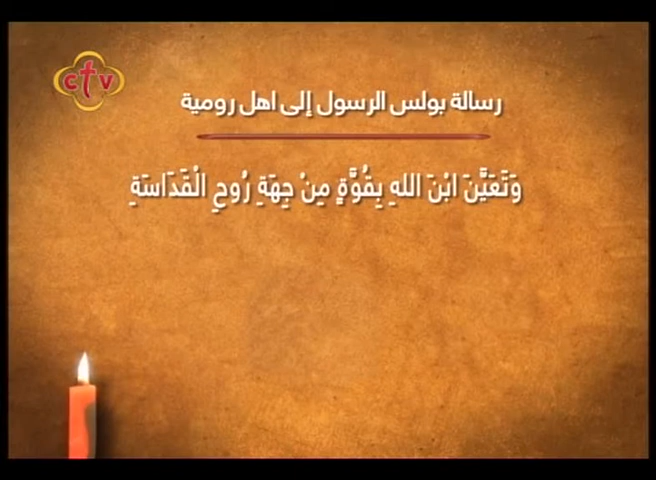 CTV
رسالة بولس الرسول إلى اهل رومية
وَتَعَيَّنَ ابْنَ اللهِ بِقُوَّةٍ مِنْ جِهَةِ رُوحِ الْقَدَاسَةِ